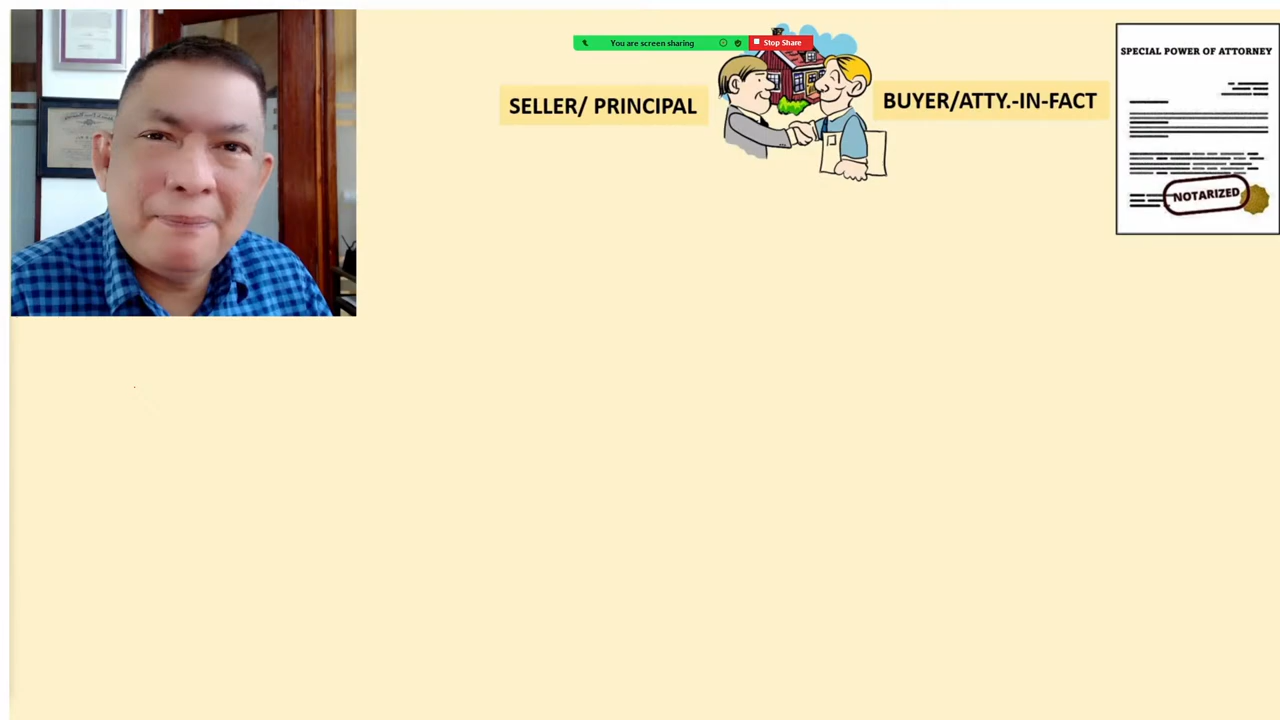 You are screen sharing
Stop Share
SELLER/ PRINCIPAL
BUYER/ATTY.-IN-FACT
SPECIAL POWER OF ATTORNEY
NOTARIZED